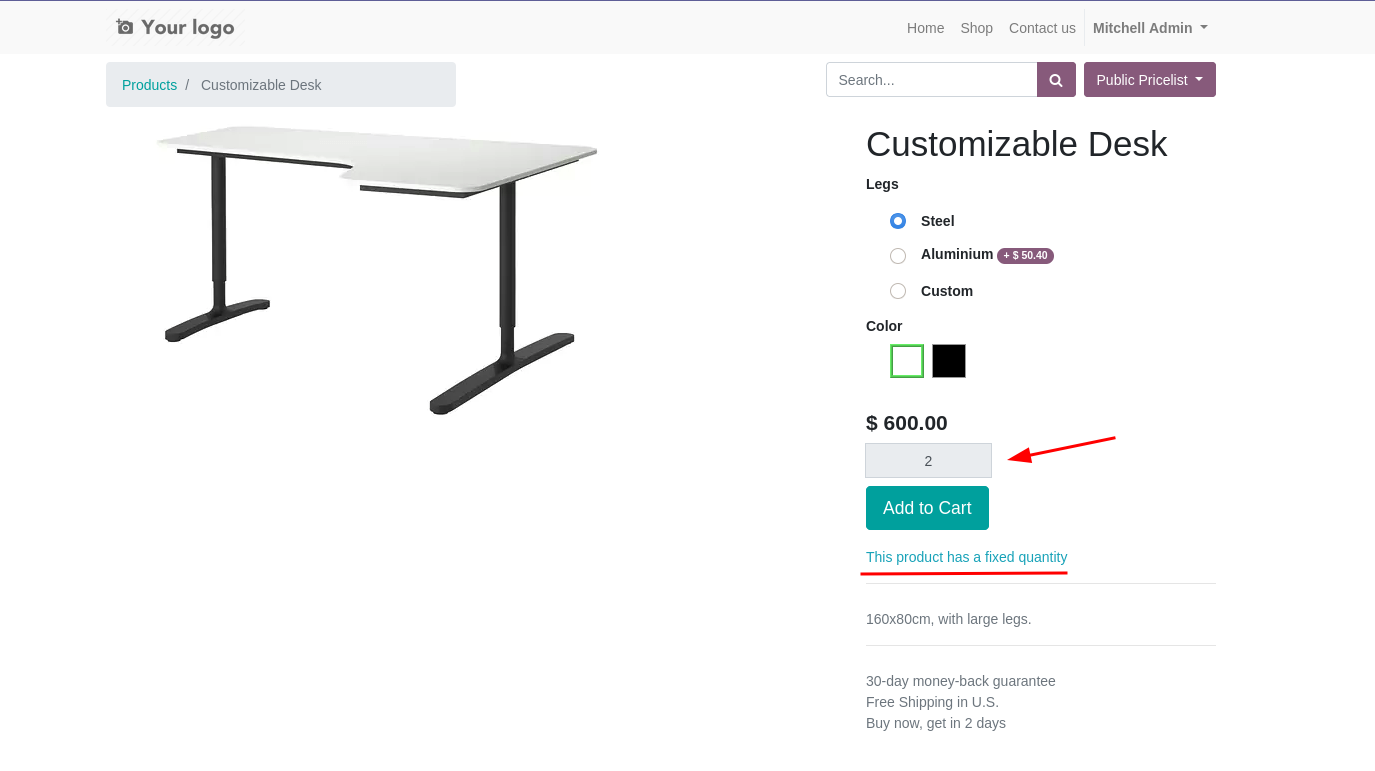 Your logo
Home Shop Contact us Mitchell Admin
Products / Customizable Desk
Search... Public Pricelist
Customizable Desk
Legs
Steel
Aluminium + $ 50.40
Custom
Color
$ 600.00
2
Add to Cart
This product has a fixed quantity
160x80cm, with large legs.
30-day money-back guarantee
Free Shipping in U.S.
Buy now, get in 2 days